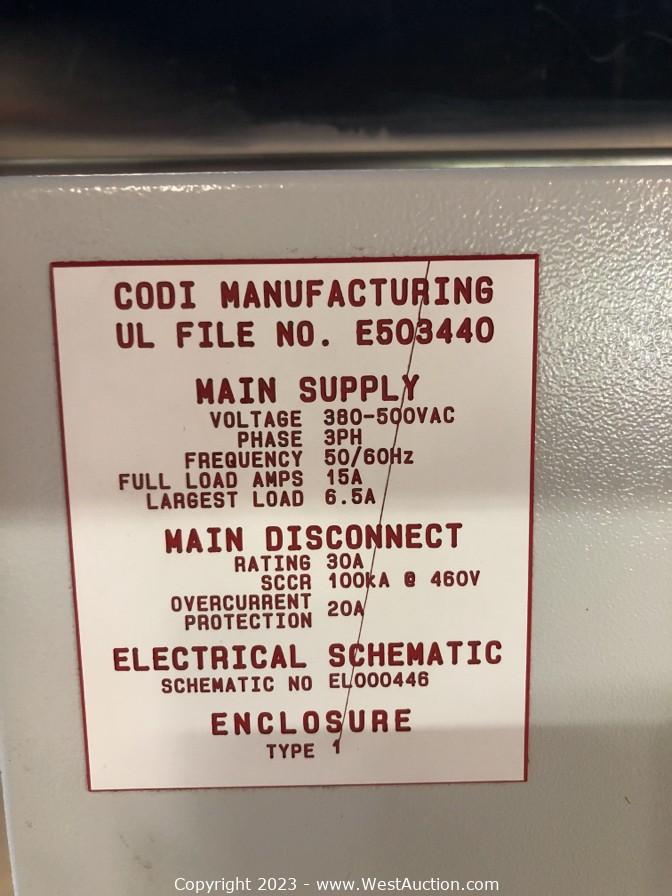 CODI MANUFACTURING
UL FILE NO. E503440
MAIN SUPPLY
VOLTAGE 380-500VAC
PHASE 3PH
FREQUENCY 50/60Hz
FULL LOAD AMPS 15A
LARGEST LOAD 6.5A
MAIN DISCONNECT
RATING 30A
SCCR 100kA @ 460V
OVERCURRENT
PROTECTION 20A
ELECTRICAL SCHEMATIC
SCHEMATIC NO EL000446
ENCLOSURE
TYPE 1
Copyright 2023 - www.WestAuction.com